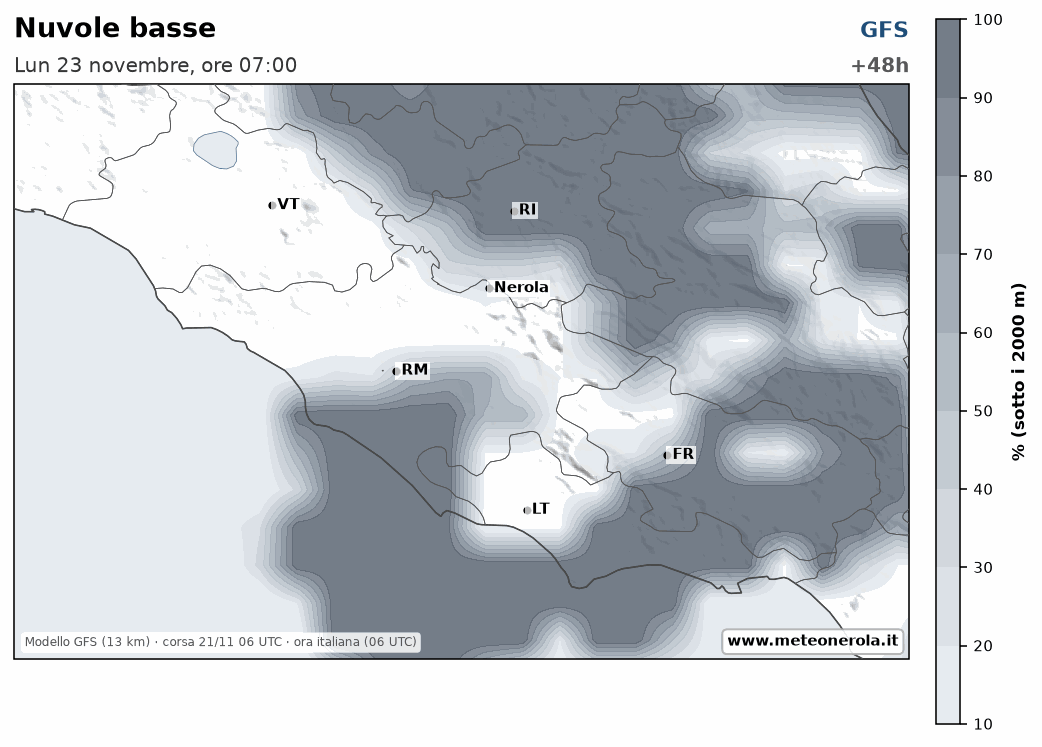 Nuvole basse
GFS
Lun 23 novembre, ore 07:00
+48h
VT
RI
Nerola
RM
FR
LT
Modello GFS (13 km) · corsa 21/11 06 UTC · ora italiana (06 UTC)
www.meteonerola.it
100
90
80
70
60
50
40
30
20
10
% (sotto i 2000 m)